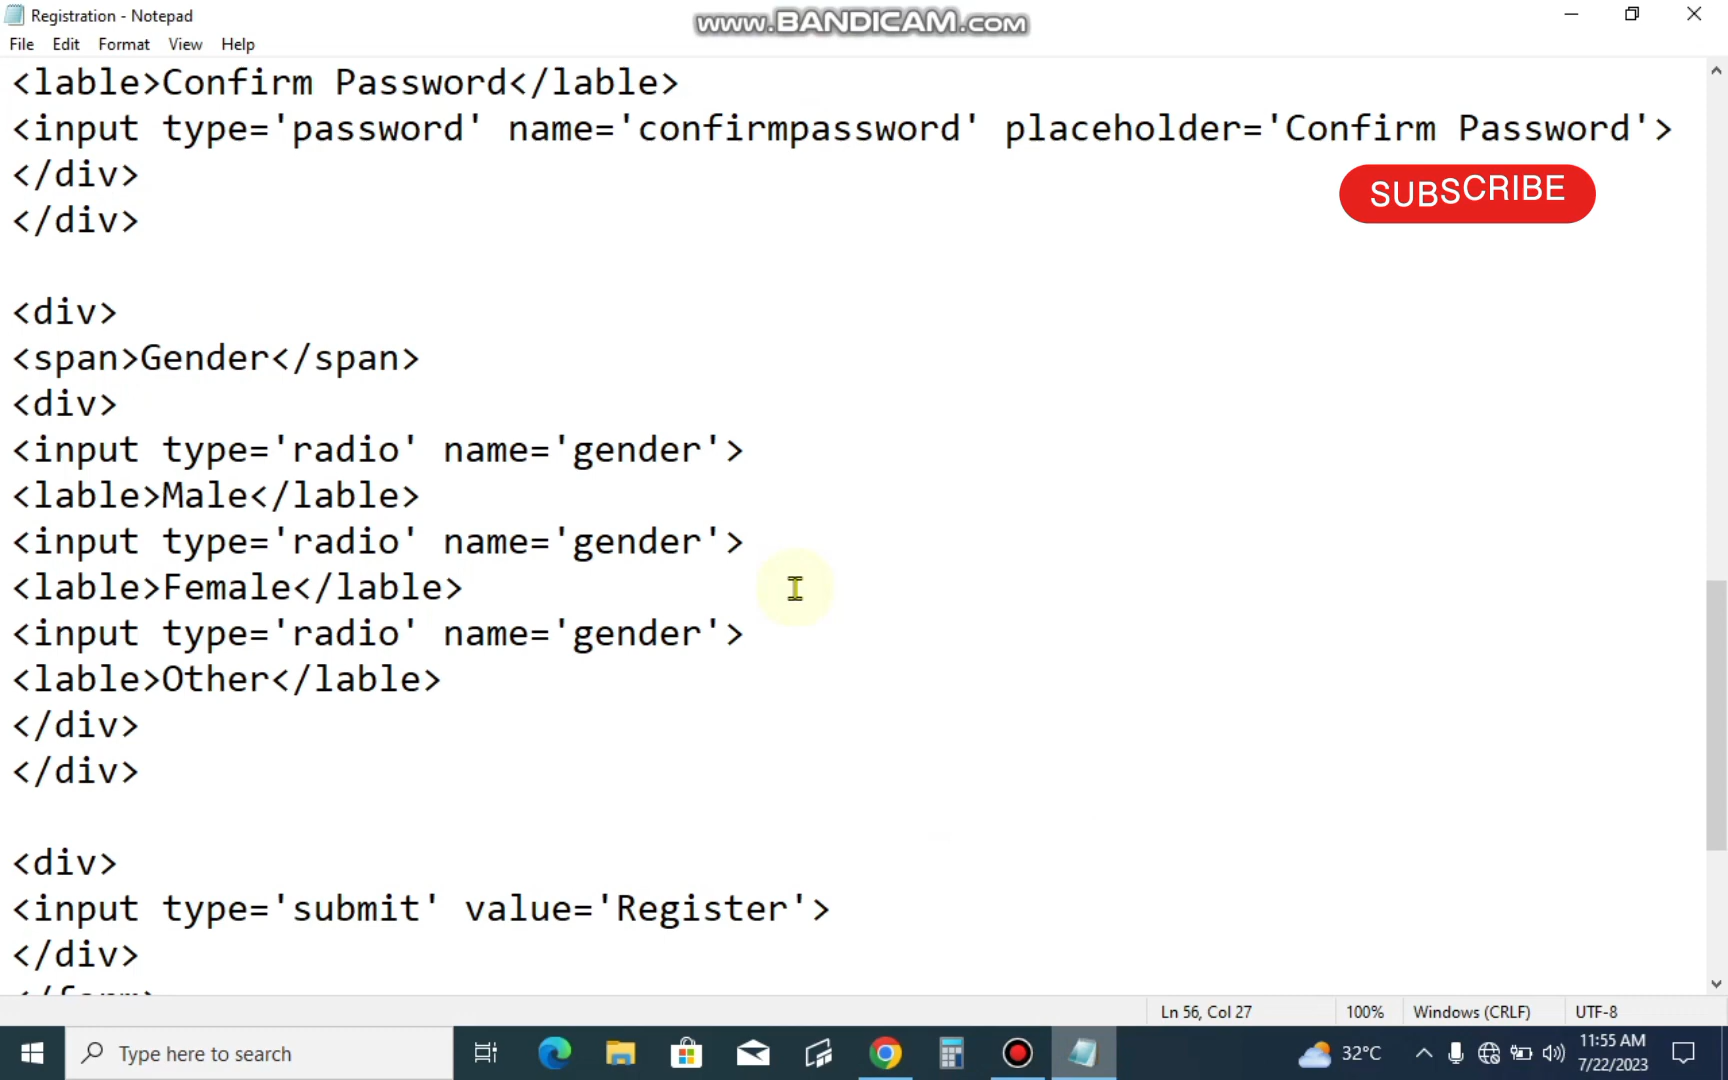 Registration - Notepad
www.BANDICAM.com
File Edit Format View Help
<lable>Confirm Password</lable>
<input type='password' name='confirmpassword' placeholder='Confirm Password'>
</div>
SUBSCRIBE
</div>
<div>
<span>Gender</span>
<div>
<input type='radio' name='gender'>
<lable>Male</lable>
<input type='radio' name='gender'>
<lable>Female</lable>
<input type='radio' name='gender'>
<lable>Other</lable>
</div>
</div>
<div>
<input type='submit' value='Register'>
</div>
</form>
Ln 56, Col 27 100% Windows (CRLF) UTF-8
Type here to search
32°C
11:55 AM
7/22/2023